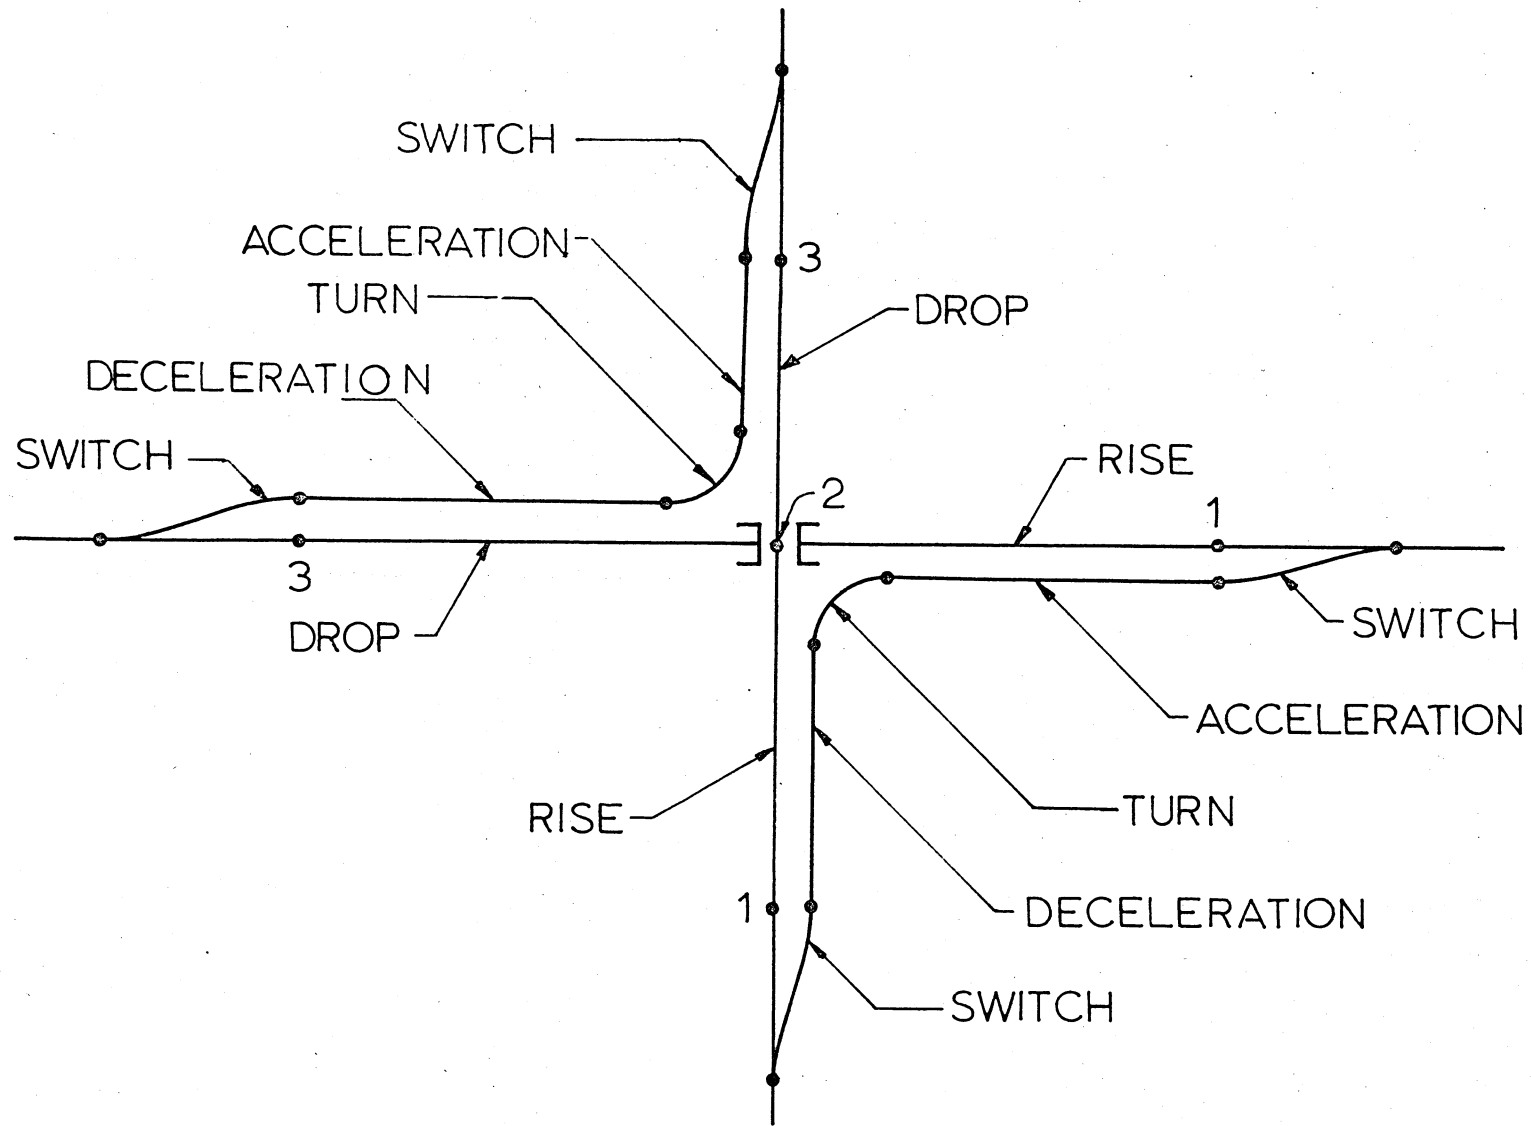 SWITCH
ACCELERATION
3
TURN
DROP
DECELERATION
SWITCH
RISE
2
1
3
DROP
SWITCH
ACCELERATION
RISE
TURN
1
DECELERATION
SWITCH